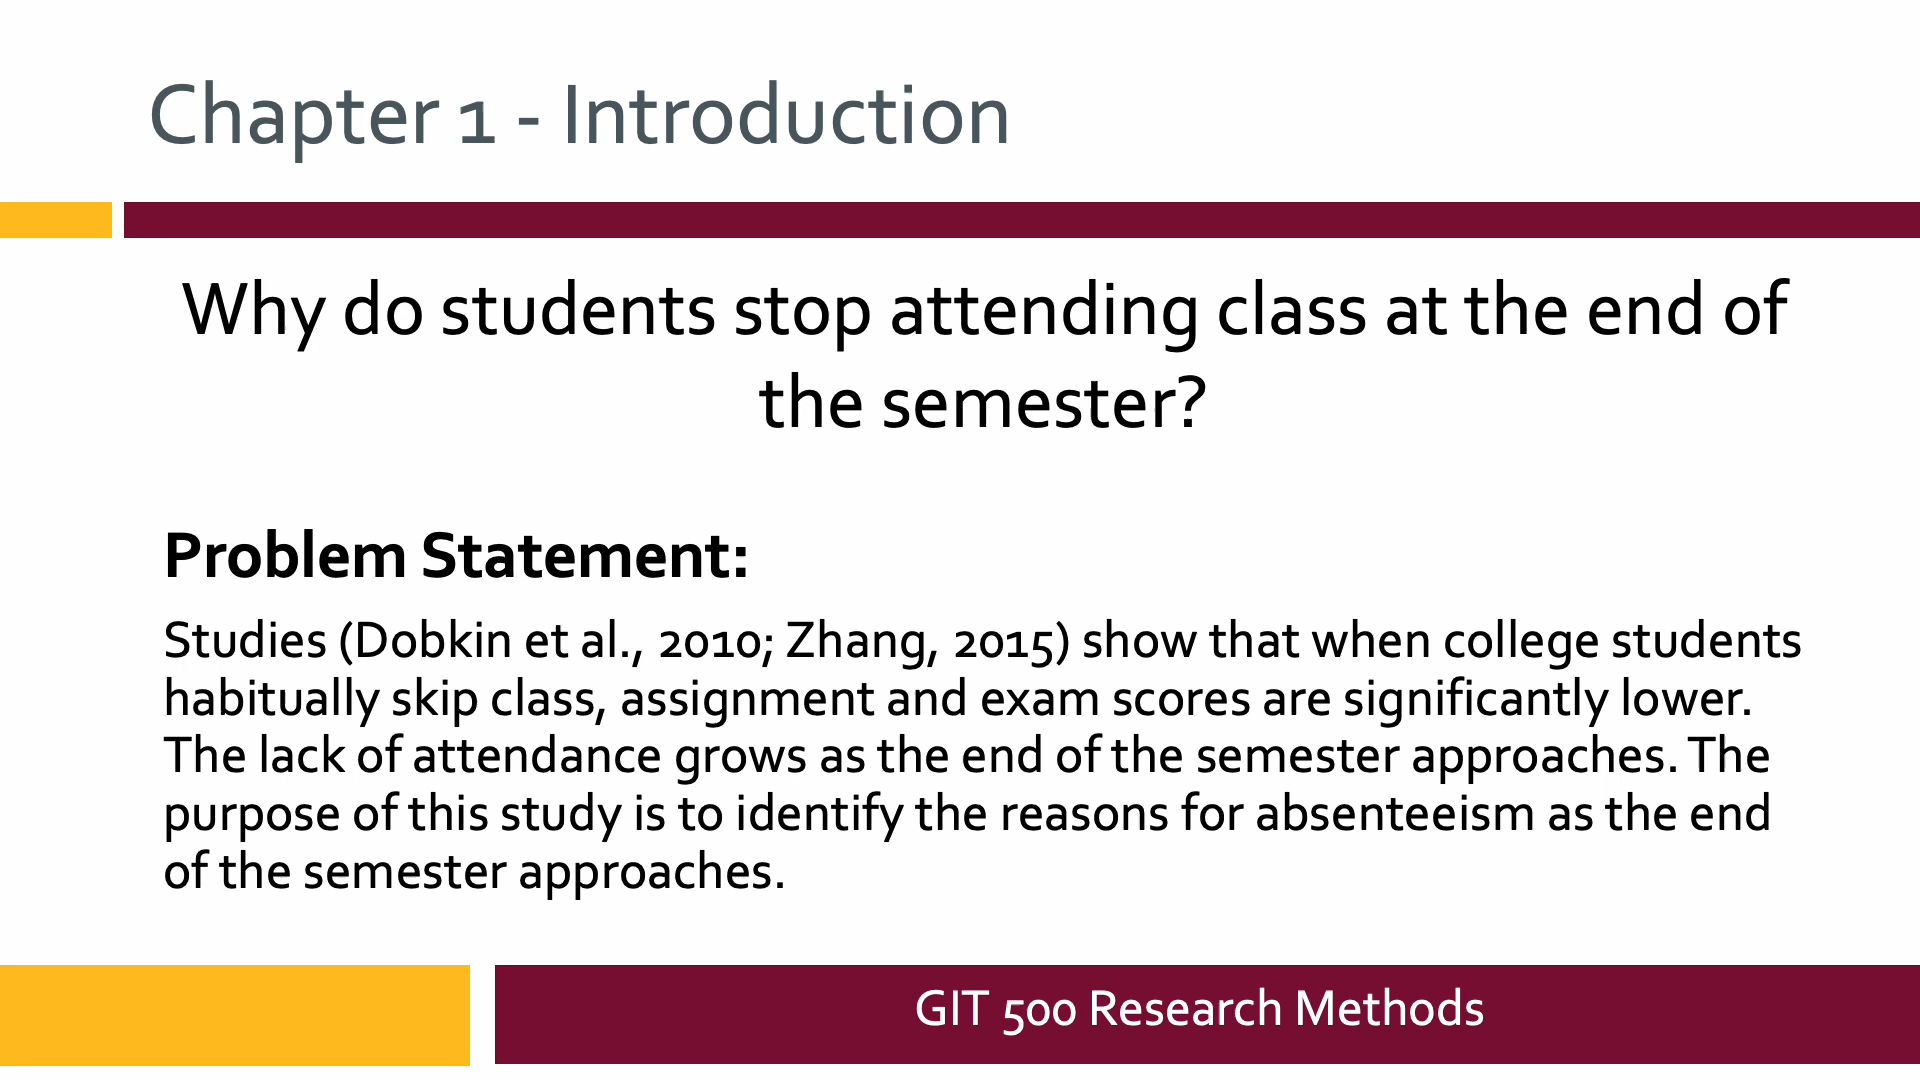 Chapter 1 - Introduction
Why do students stop attending class at the end of
the semester?
Problem Statement:
Studies (Dobkin et al., 2010; Zhang, 2015) show that when college students
habitually skip class, assignment and exam scores are significantly lower.
The lack of attendance grows as the end of the semester approaches. The
purpose of this study is to identify the reasons for absenteeism as the end
of the semester approaches.
GIT 500 Research Methods